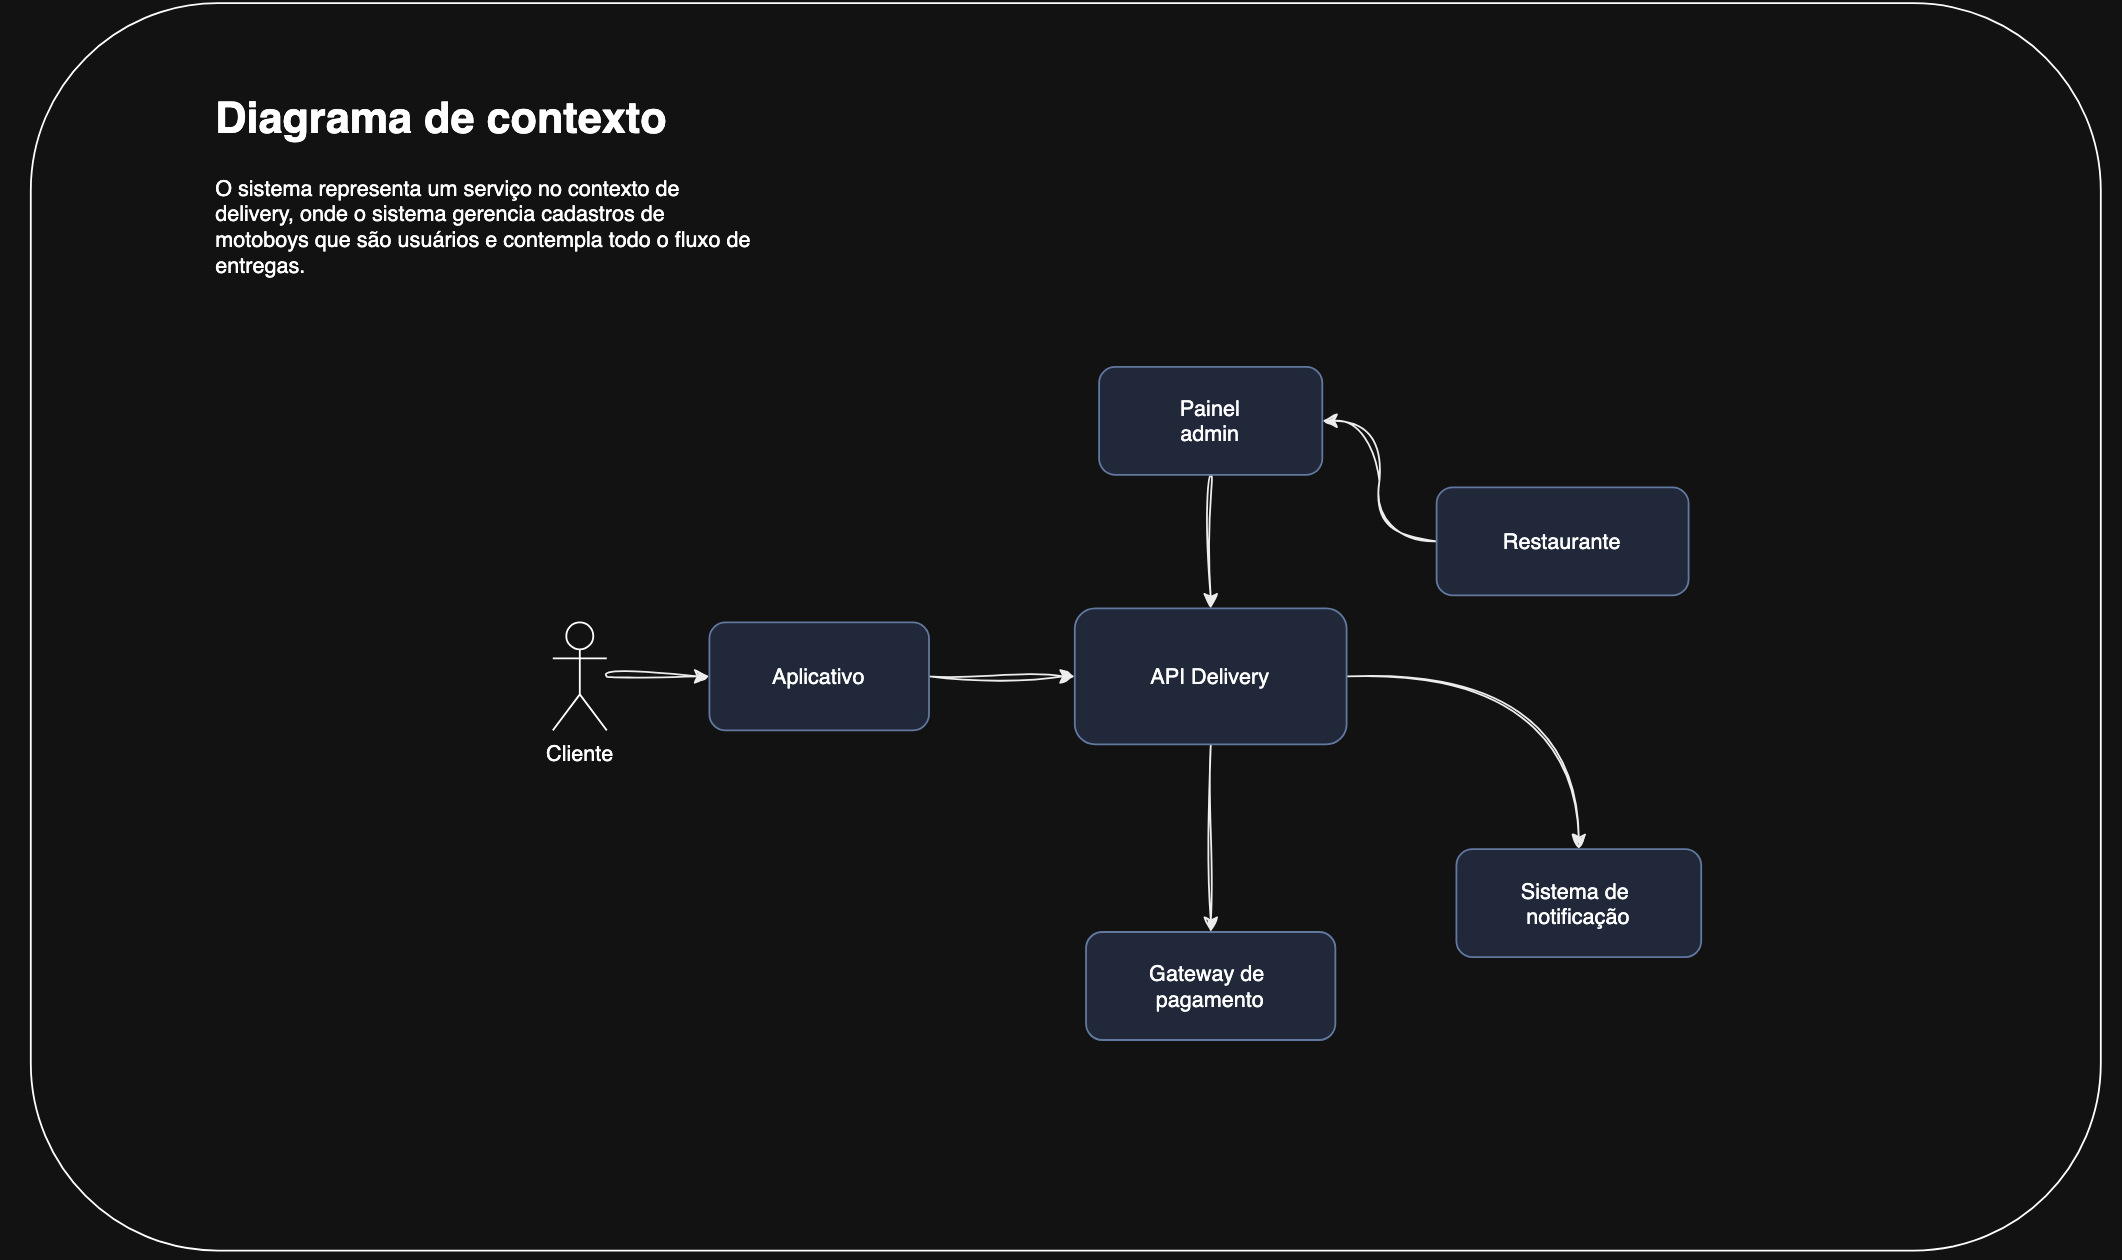 Diagrama de contexto
O sistema representa um serviço no contexto de
delivery, onde o sistema gerencia cadastros de
motoboys que são usuários e contempla todo o fluxo de
entregas.
Painel
admin
Restaurante
Aplicativo
API Delivery
Cliente
Sistema de
notificação
Gateway de
pagamento